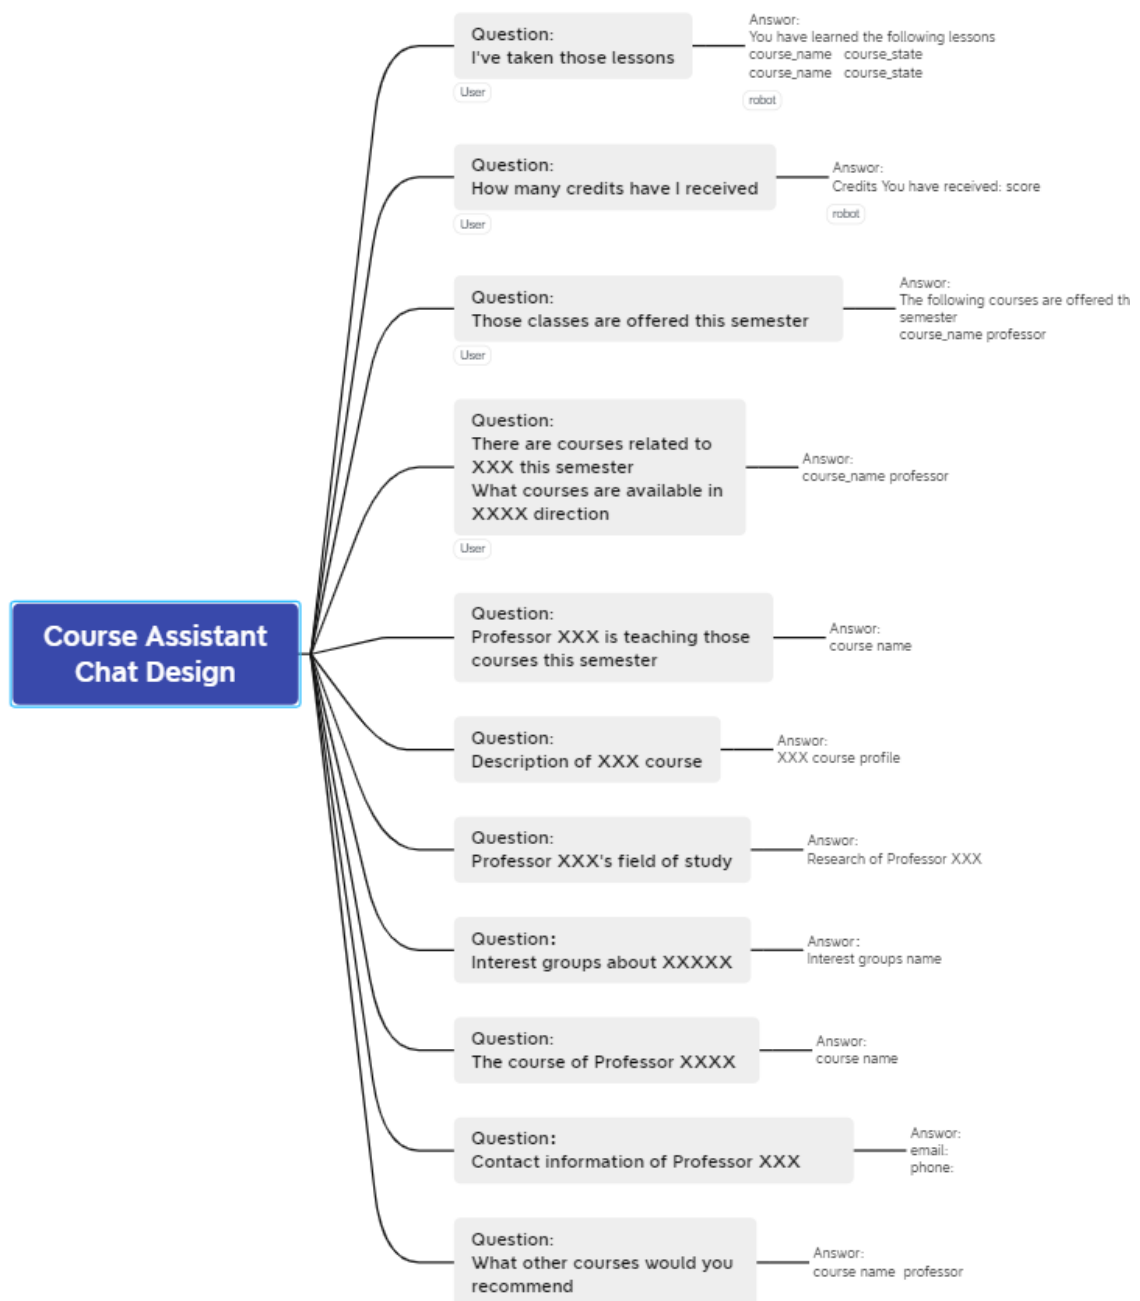 Course Assistant
Chat Design
Question:
I've taken those lessons
User
Answor:
You have learned the following lessons
course_name course_state
course_name course_state
robot
Question:
How many credits have I received
User
Answor:
Credits You have received: score
robot
Question:
Those classes are offered this semester
User
Answor:
The following courses are offered th
semester
course_name professor
Question:
There are courses related to
XXX this semester
What courses are available in
XXXX direction
User
Answor:
course_name professor
Question:
Professor XXX is teaching those
courses this semester
Answor:
course name
Question:
Description of XXX course
Answor:
XXX course profile
Question:
Professor XXX's field of study
Answor:
Research of Professor XXX
Question:
Interest groups about XXXXX
Answor:
Interest groups name
Question:
The course of Professor XXXX
Answor:
course name
Question:
Contact information of Professor XXX
Answor:
email:
phone:
Question:
What other courses would you
recommend
Answor:
course name professor